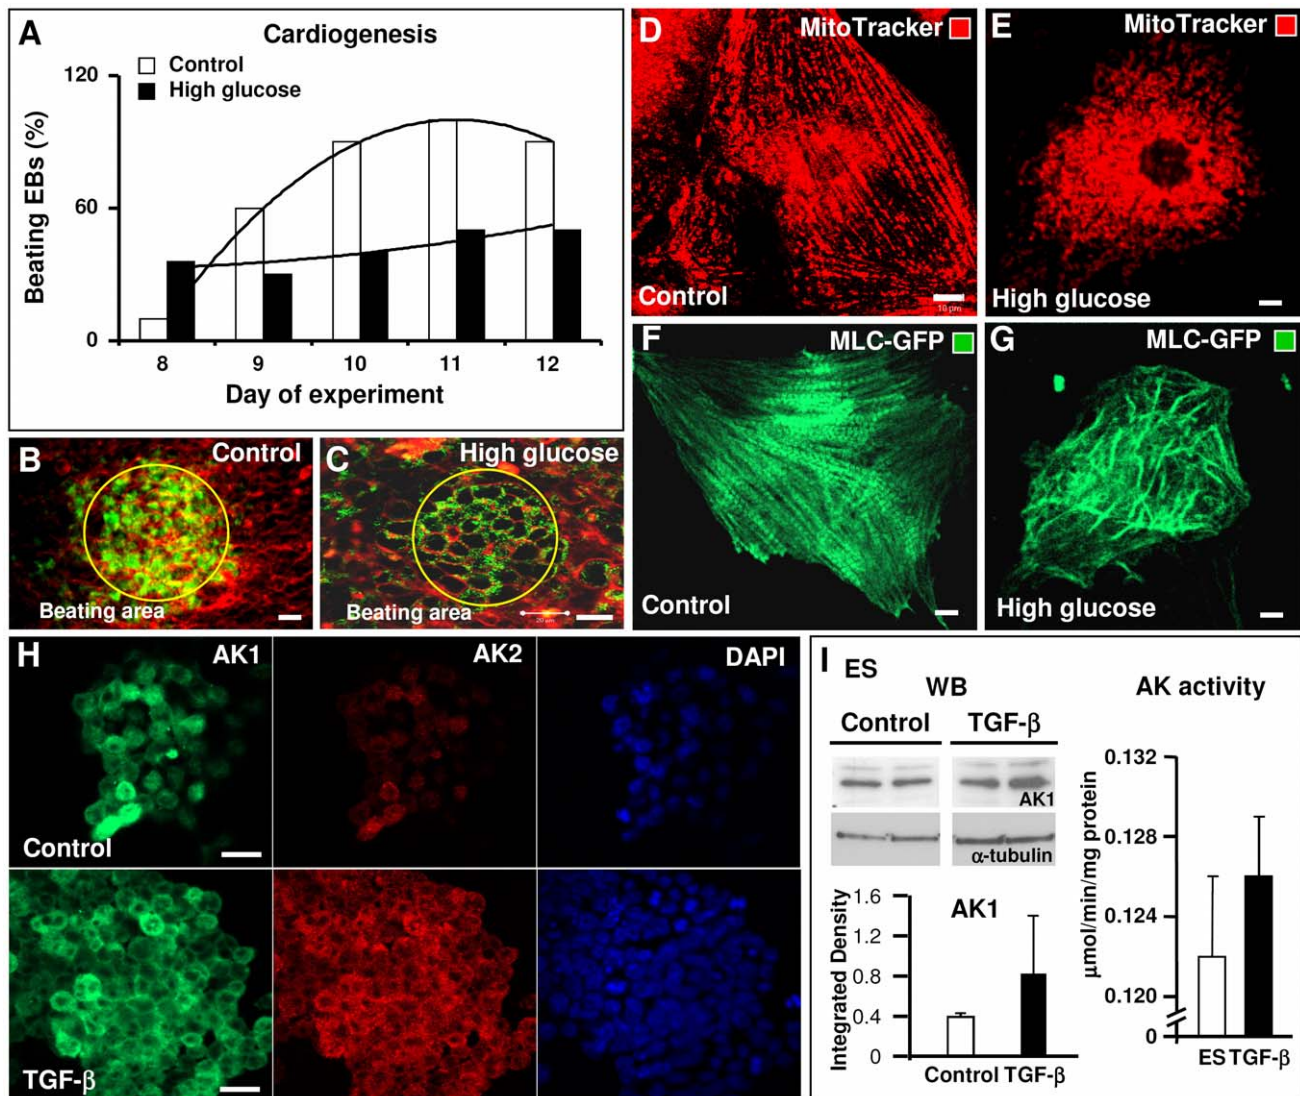 A
Cardiogenesis
Control
High glucose
120
60
0
Beating EBs (%)
8 9 10 11 12
Day of experiment
B
Control
Beating area
C
High glucose
Beating area
20 µm
D
MitoTracker
Control
10 µm
E
MitoTracker
High glucose
F
MLC-GFP
Control
G
MLC-GFP
High glucose
H
AK1
AK2
DAPI
Control
TGF-β
I
ES
WB
Control TGF-β
AK1
α-tubulin
AK1
Integrated Density
1.6
1.2
0.8
0.4
0
Control TGF-β
AK activity
µmol/min/mg protein
0.132
0.128
0.124
0.120
0
ES TGF-β